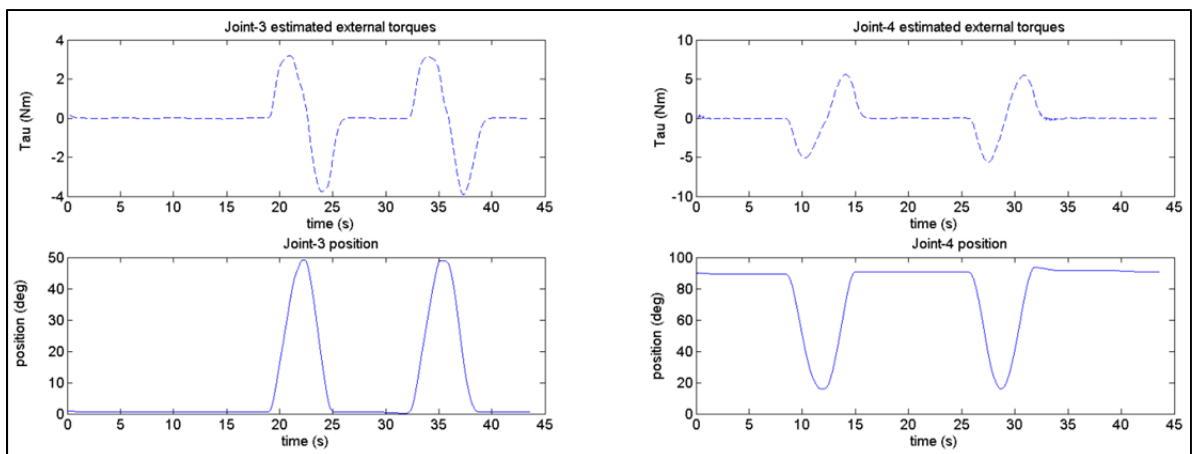 Joint-3 estimated external torques
4
2
0
-2
-4
Tau (Nm)
0 5 10 15 20 25 30 35 40 45
time (s)
Joint-3 position
50
40
30
20
10
0
position (deg)
0 5 10 15 20 25 30 35 40 45
time (s)
Joint-4 estimated external torques
10
5
0
-5
-10
Tau (Nm)
0 5 10 15 20 25 30 35 40 45
time (s)
Joint-4 position
100
80
60
40
20
0
position (deg)
0 5 10 15 20 25 30 35 40 45
time (s)